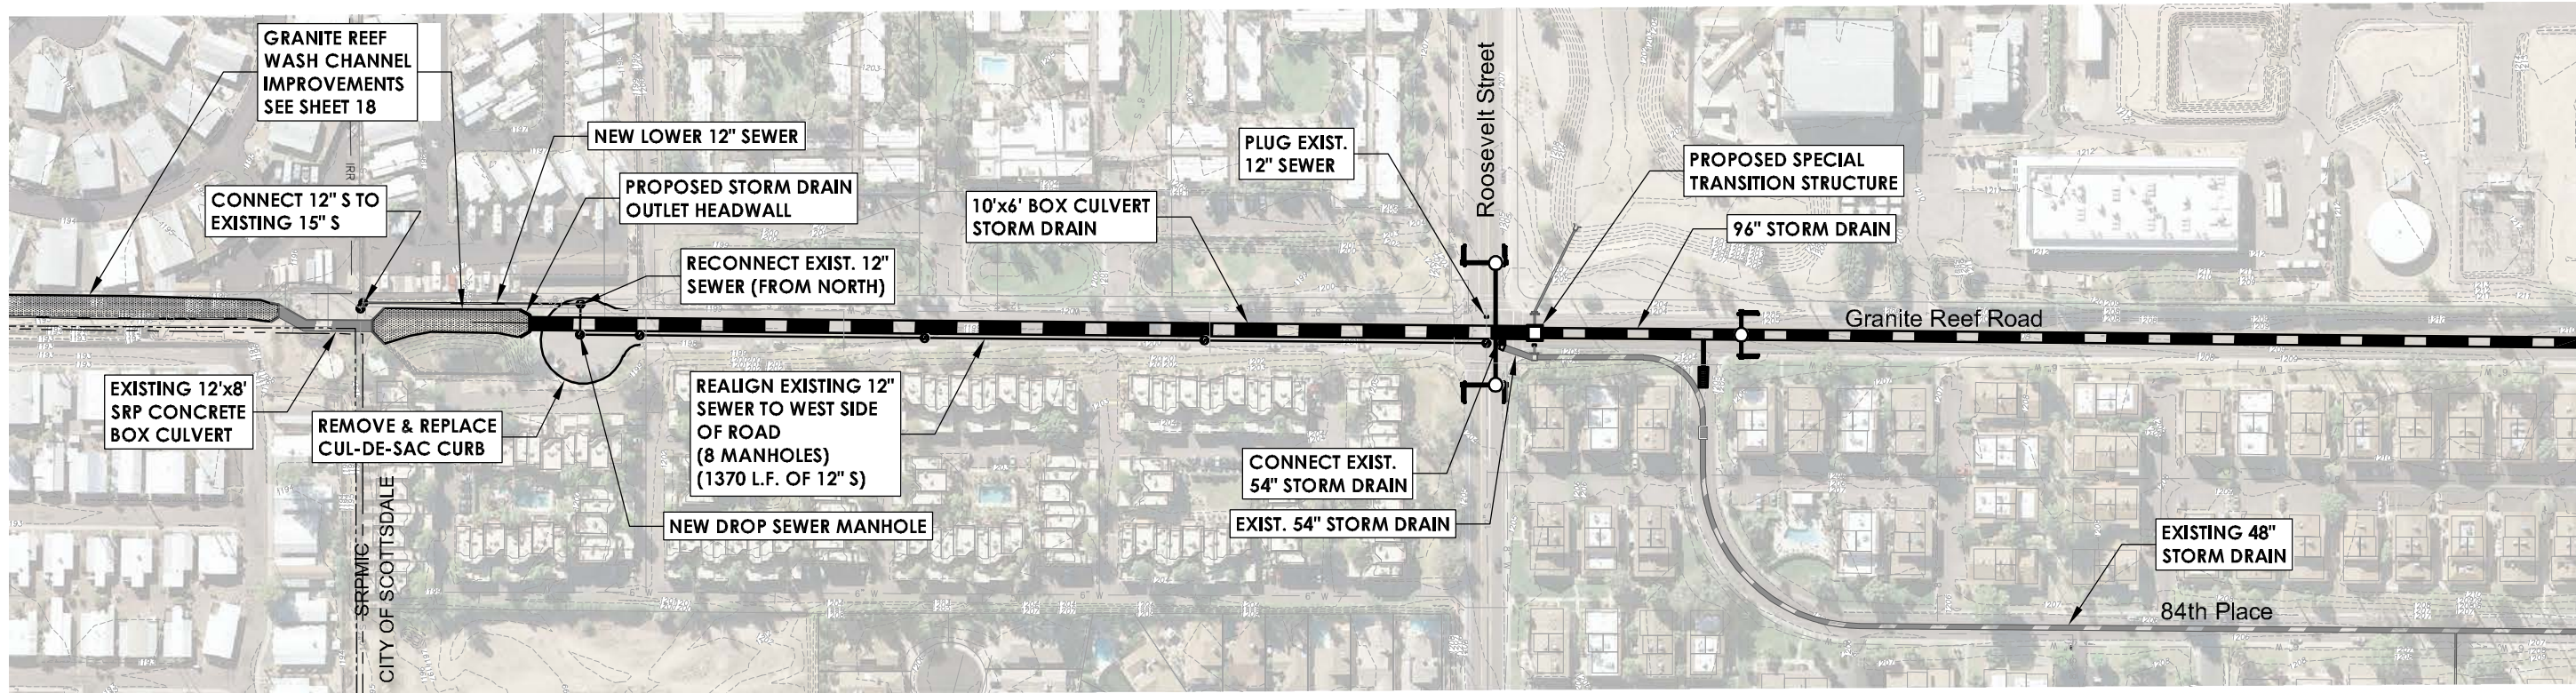 GRANITE REEF
WASH CHANNEL
IMPROVEMENTS
SEE SHEET 18
NEW LOWER 12" SEWER
CONNECT 12" S TO
EXISTING 15" S
PROPOSED STORM DRAIN
OUTLET HEADWALL
RECONNECT EXIST. 12"
SEWER (FROM NORTH)
10'x6' BOX CULVERT
STORM DRAIN
PLUG EXIST.
12" SEWER
Roosevelt Street
PROPOSED SPECIAL
TRANSITION STRUCTURE
96" STORM DRAIN
Granite Reef Road
EXISTING 12'x8'
SRP CONCRETE
BOX CULVERT
REMOVE & REPLACE
CUL-DE-SAC CURB
REALIGN EXISTING 12"
SEWER TO WEST SIDE
OF ROAD
(8 MANHOLES)
(1370 L.F. OF 12" S)
NEW DROP SEWER MANHOLE
CONNECT EXIST.
54" STORM DRAIN
EXIST. 54" STORM DRAIN
EXISTING 48"
STORM DRAIN
84th Place
SRPMIC
CITY OF SCOTTSDALE
IRR